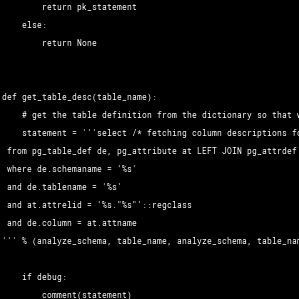 return pk_statement
else:
return None
def get_table_desc(table_name):
# get the table definition from the dictionary so that
statement = '''select /* fetching column descriptions
from pg_table_def de, pg_attribute at LEFT JOIN pg_attrdef
where de.schemaname = '%s'
and de.tablename = '%s'
and at.attrelid = '%s."%s"'::regclass
and de.column = at.attname
''' % (analyze_schema, table_name, analyze_schema,
if debug:
comment(statement)